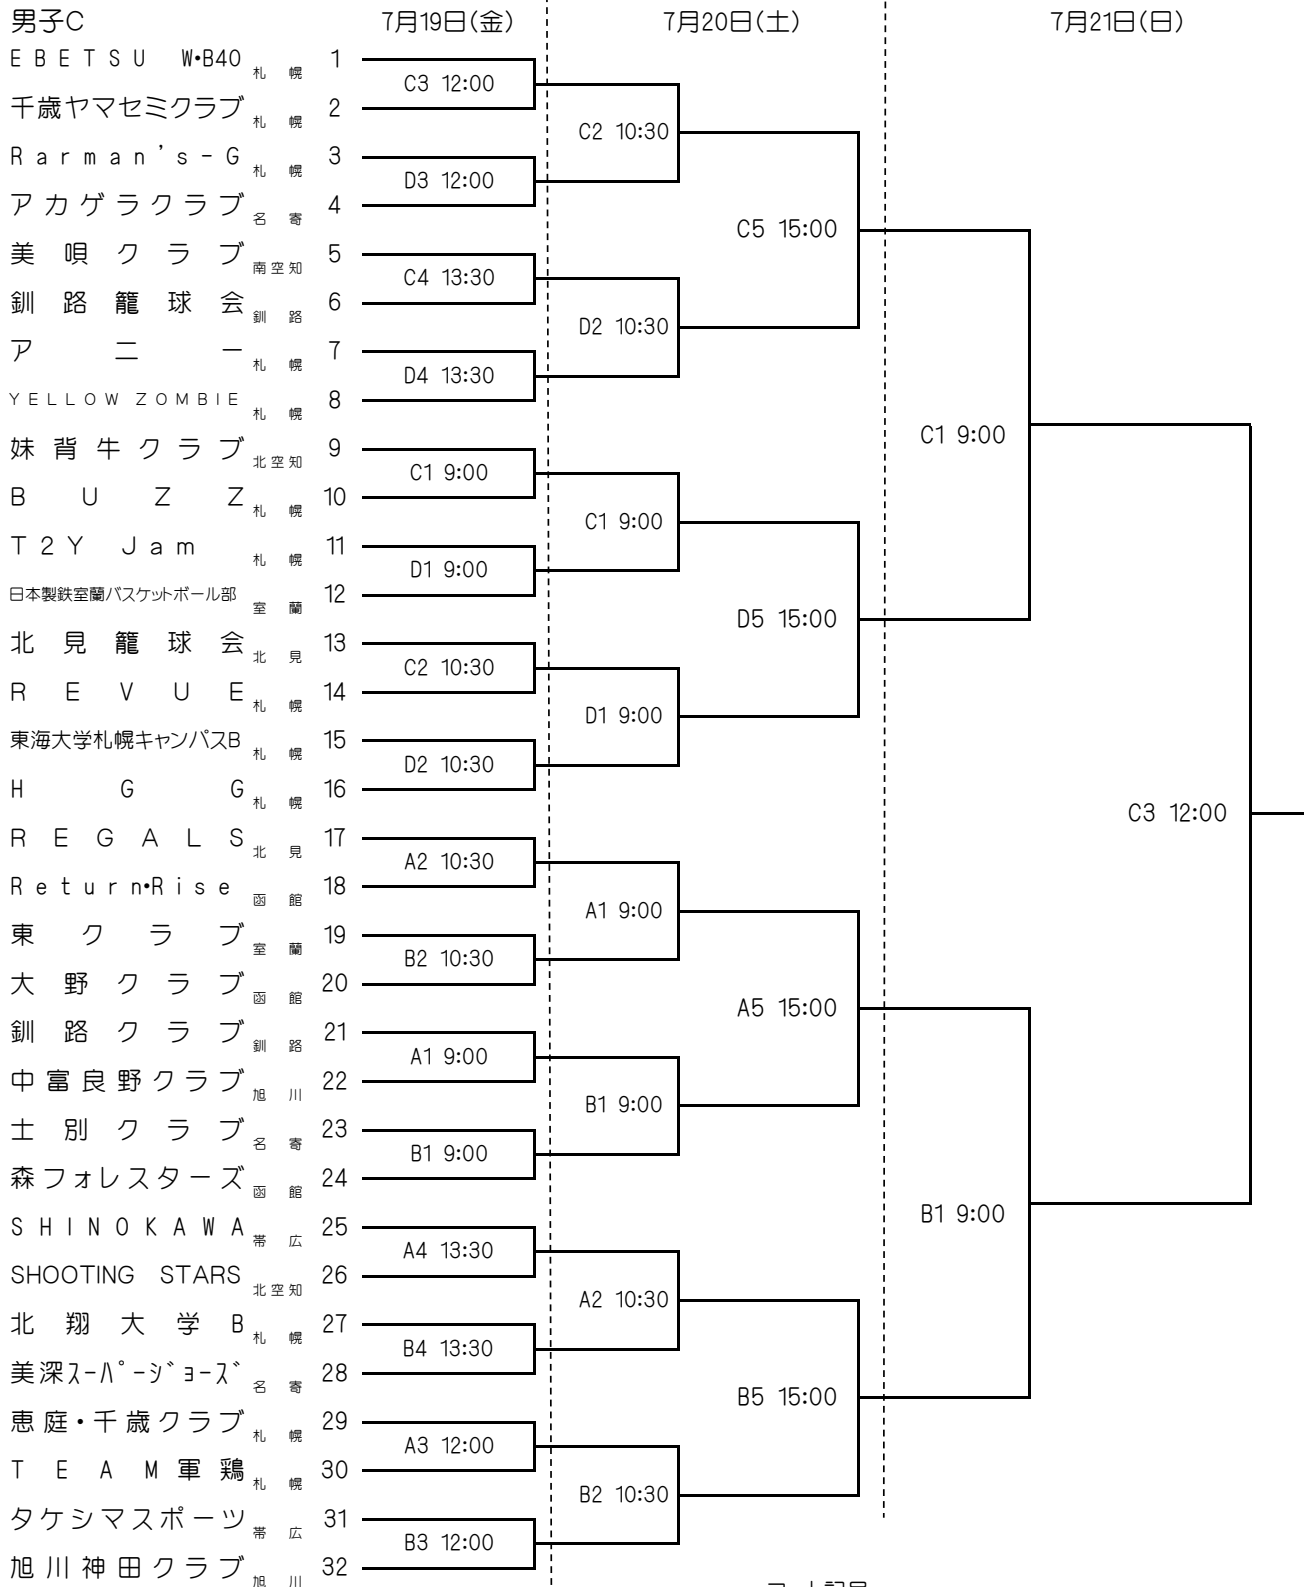 男子C 7月19日(金) 7月20日(土) 7月21日(日)
EBETSU W•B40 札幌 1
C3 12:00
千歳ヤマセミクラブ 札幌 2
C2 10:30
Rarman's-G 札幌 3
D3 12:00
アカゲラクラブ 名寄 4
C5 15:00
美唄クラブ 南空知 5
C4 13:30
釧路籠球会 釧路 6
D2 10:30
アニー 札幌 7
D4 13:30
YELLOW ZOMBIE 札幌 8
C1 9:00
妹背牛クラブ 北空知 9
C1 9:00
BUZZ 札幌 10
C1 9:00
T2Y Jam 札幌 11
D1 9:00
日本製鉄室蘭バスケットボール部 室蘭 12
D5 15:00
北見籠球会 北見 13
C2 10:30
REVUE 札幌 14
D1 9:00
東海大学札幌キャンパスB 札幌 15
D2 10:30
HGG 札幌 16
C3 12:00
REGALS 北見 17
A2 10:30
Return•Rise 函館 18
A1 9:00
東クラブ 室蘭 19
B2 10:30
大野クラブ 函館 20
A5 15:00
釧路クラブ 釧路 21
A1 9:00
中富良野クラブ 旭川 22
B1 9:00
士別クラブ 名寄 23
B1 9:00
森フォレスターズ 函館 24
B1 9:00
SHINOKAWA 帯広 25
A4 13:30
SHOOTING STARS 北空知 26
A2 10:30
北翔大学B 札幌 27
B4 13:30
美深ｽｰﾊﾟｰｼﾞｮｰｽﾞ 名寄 28
B5 15:00
恵庭・千歳クラブ 札幌 29
A3 12:00
TEAM軍鶏 札幌 30
B2 10:30
タケシマスポーツ 帯広 31
B3 12:00
旭川神田クラブ 旭川 32